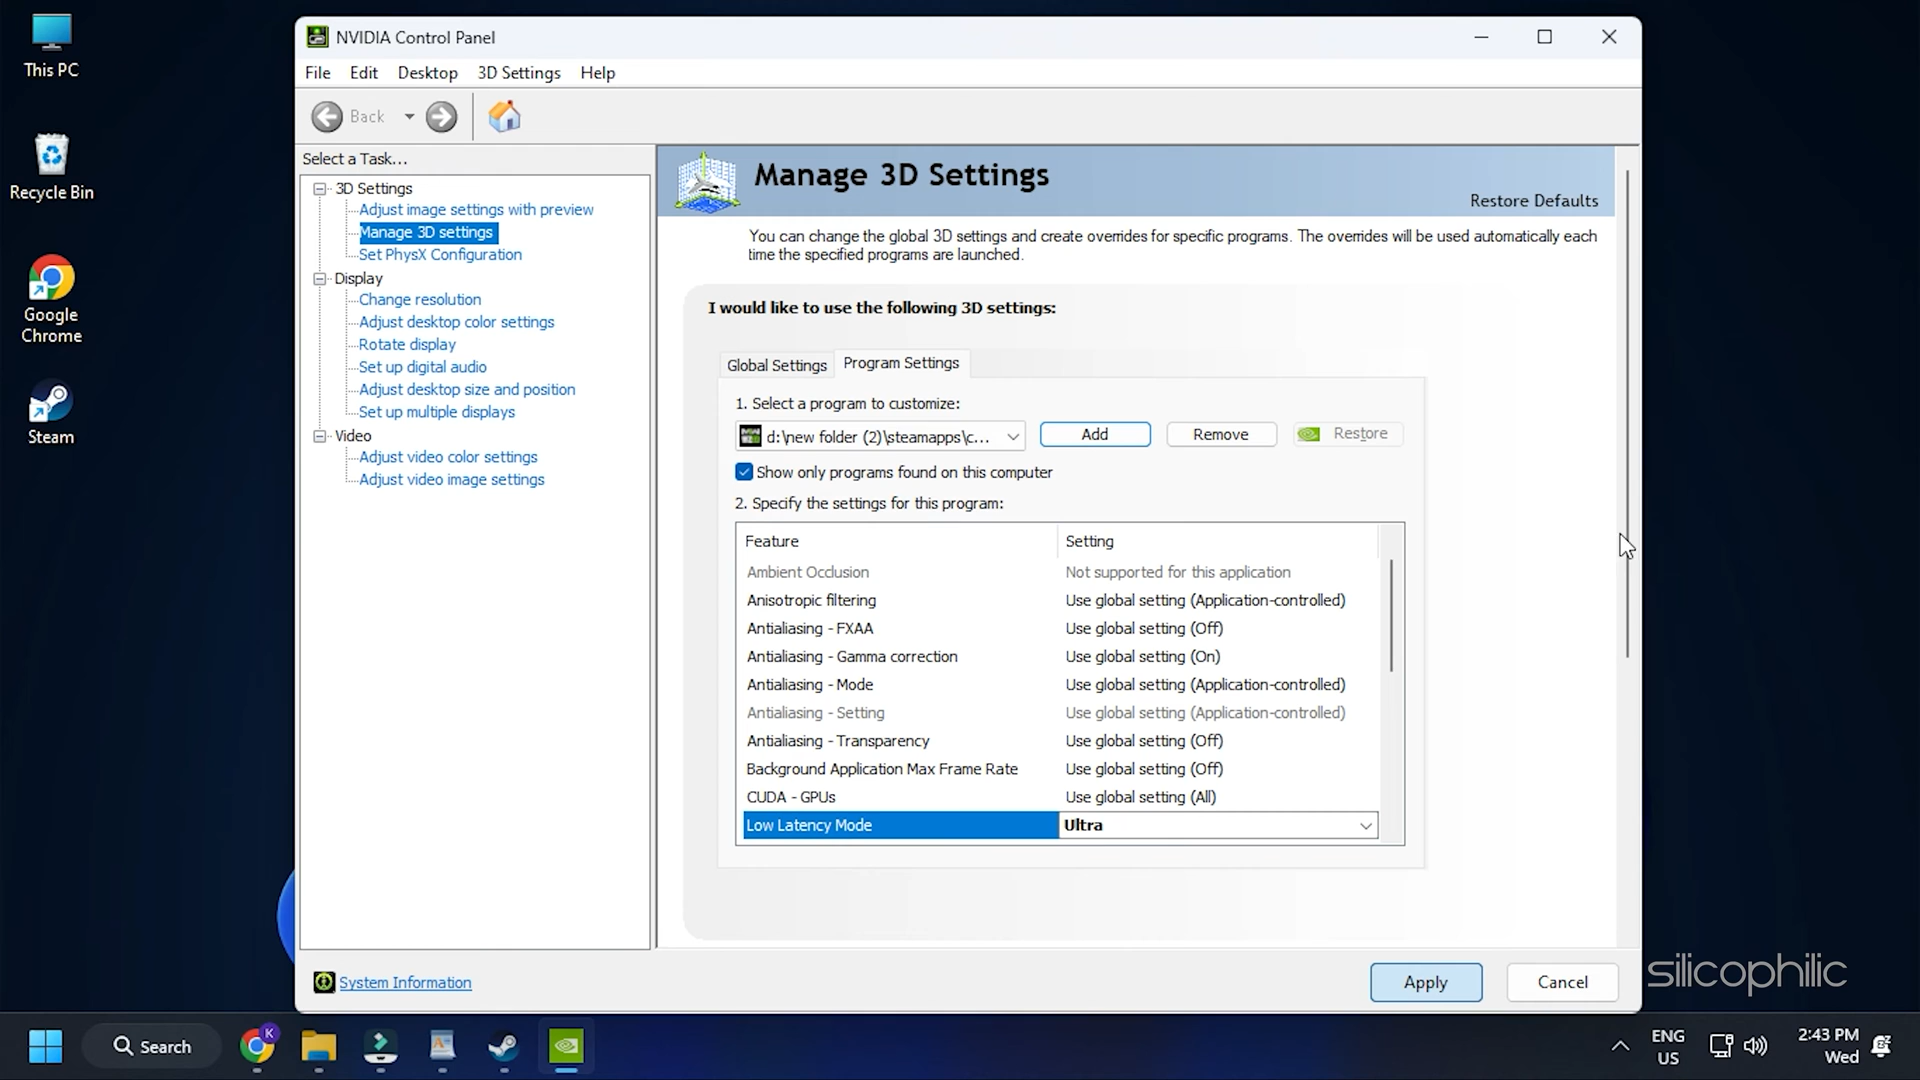 This PC
Recycle Bin
Google
Chrome
Steam
NVIDIA Control Panel
File Edit Desktop 3D Settings Help
Back
Select a Task...
3D Settings
Adjust image settings with preview
Manage 3D settings
Set PhysX Configuration
Display
Change resolution
Adjust desktop color settings
Rotate display
Set up digital audio
Adjust desktop size and position
Set up multiple displays
Video
Adjust video color settings
Adjust video image settings
System Information
Manage 3D Settings
Restore Defaults
You can change the global 3D settings and create overrides for specific programs. The overrides will be used automatically each
time the specified programs are launched.
I would like to use the following 3D settings:
Global Settings Program Settings
1. Select a program to customize:
d:\new folder (2)\steamapps\c... Add Remove Restore
Show only programs found on this computer
2. Specify the settings for this program:
Feature Setting
Ambient Occlusion Not supported for this application
Anisotropic filtering Use global setting (Application-controlled)
Antialiasing - FXAA Use global setting (Off)
Antialiasing - Gamma correction Use global setting (On)
Antialiasing - Mode Use global setting (Application-controlled)
Antialiasing - Setting Use global setting (Application-controlled)
Antialiasing - Transparency Use global setting (Off)
Background Application Max Frame Rate Use global setting (Off)
CUDA - GPUs Use global setting (All)
Low Latency Mode Ultra
Apply Cancel
silicophilic
Search
K
ENG
US
2:43 PM
Wed